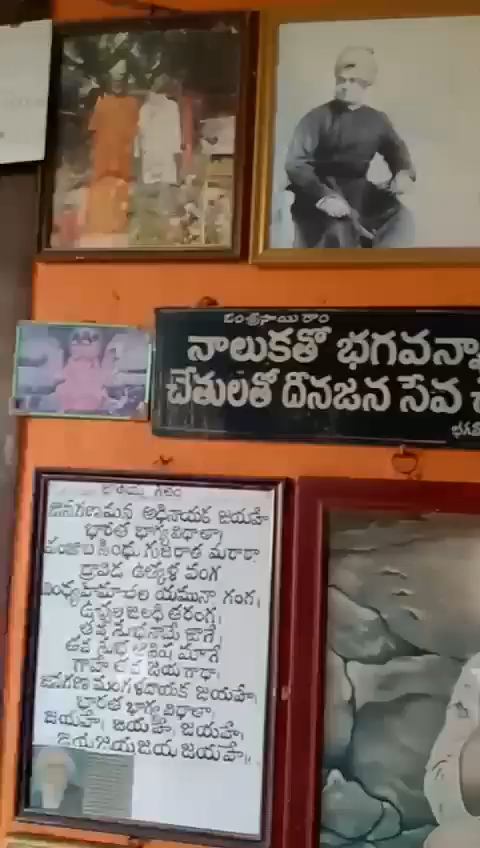 ఓం శ్రీ సాయి రాం
నాలుకతో భగవన్నా
చేతులతో దీనజన సేవ
జాతీయ గీతం
జనగణమన అధినాయక జయహే
భారత భాగ్య విధాతా
పంజాబ సింధు గుజరాత మరాఠా
ద్రావిడ ఉత్కళ వంగ
వింధ్య హిమాచల యమునా గంగ
ఉచ్ఛల జలధి తరంగ
తవ శుభనామే జాగే
తవ శుభ ఆశిష మాగే
గాహే తవ జయ గాథా
జనగణ మంగళదాయక జయహే
భారత భాగ్య విధాతా
జయహే జయహే జయహే
జయ జయ జయ జయహే